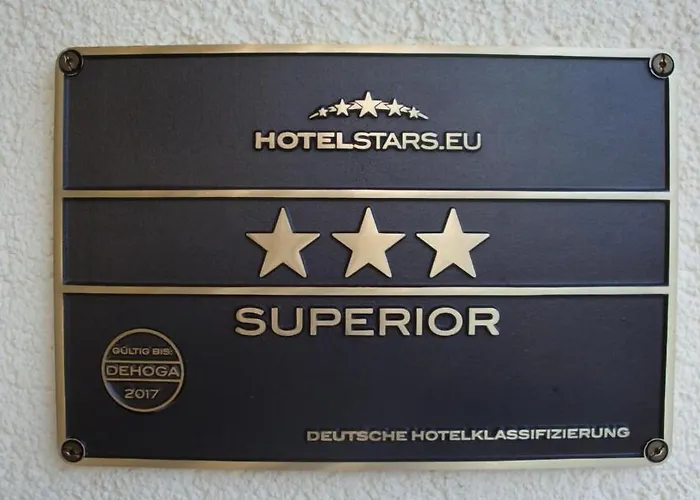 HOTELSTARS.EU
SUPERIOR
GÜLTIG BIS:
DEHOGA
2017
DEUTSCHE HOTELKLASSIFIZIERUNG